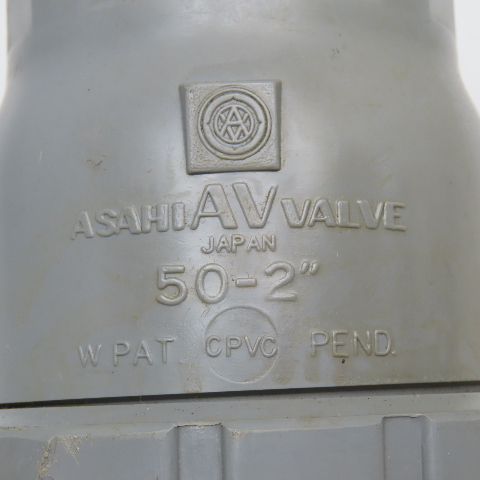 ASAHI AV VALVE
JAPAN
50-2"
W PAT. CPVC PEND.